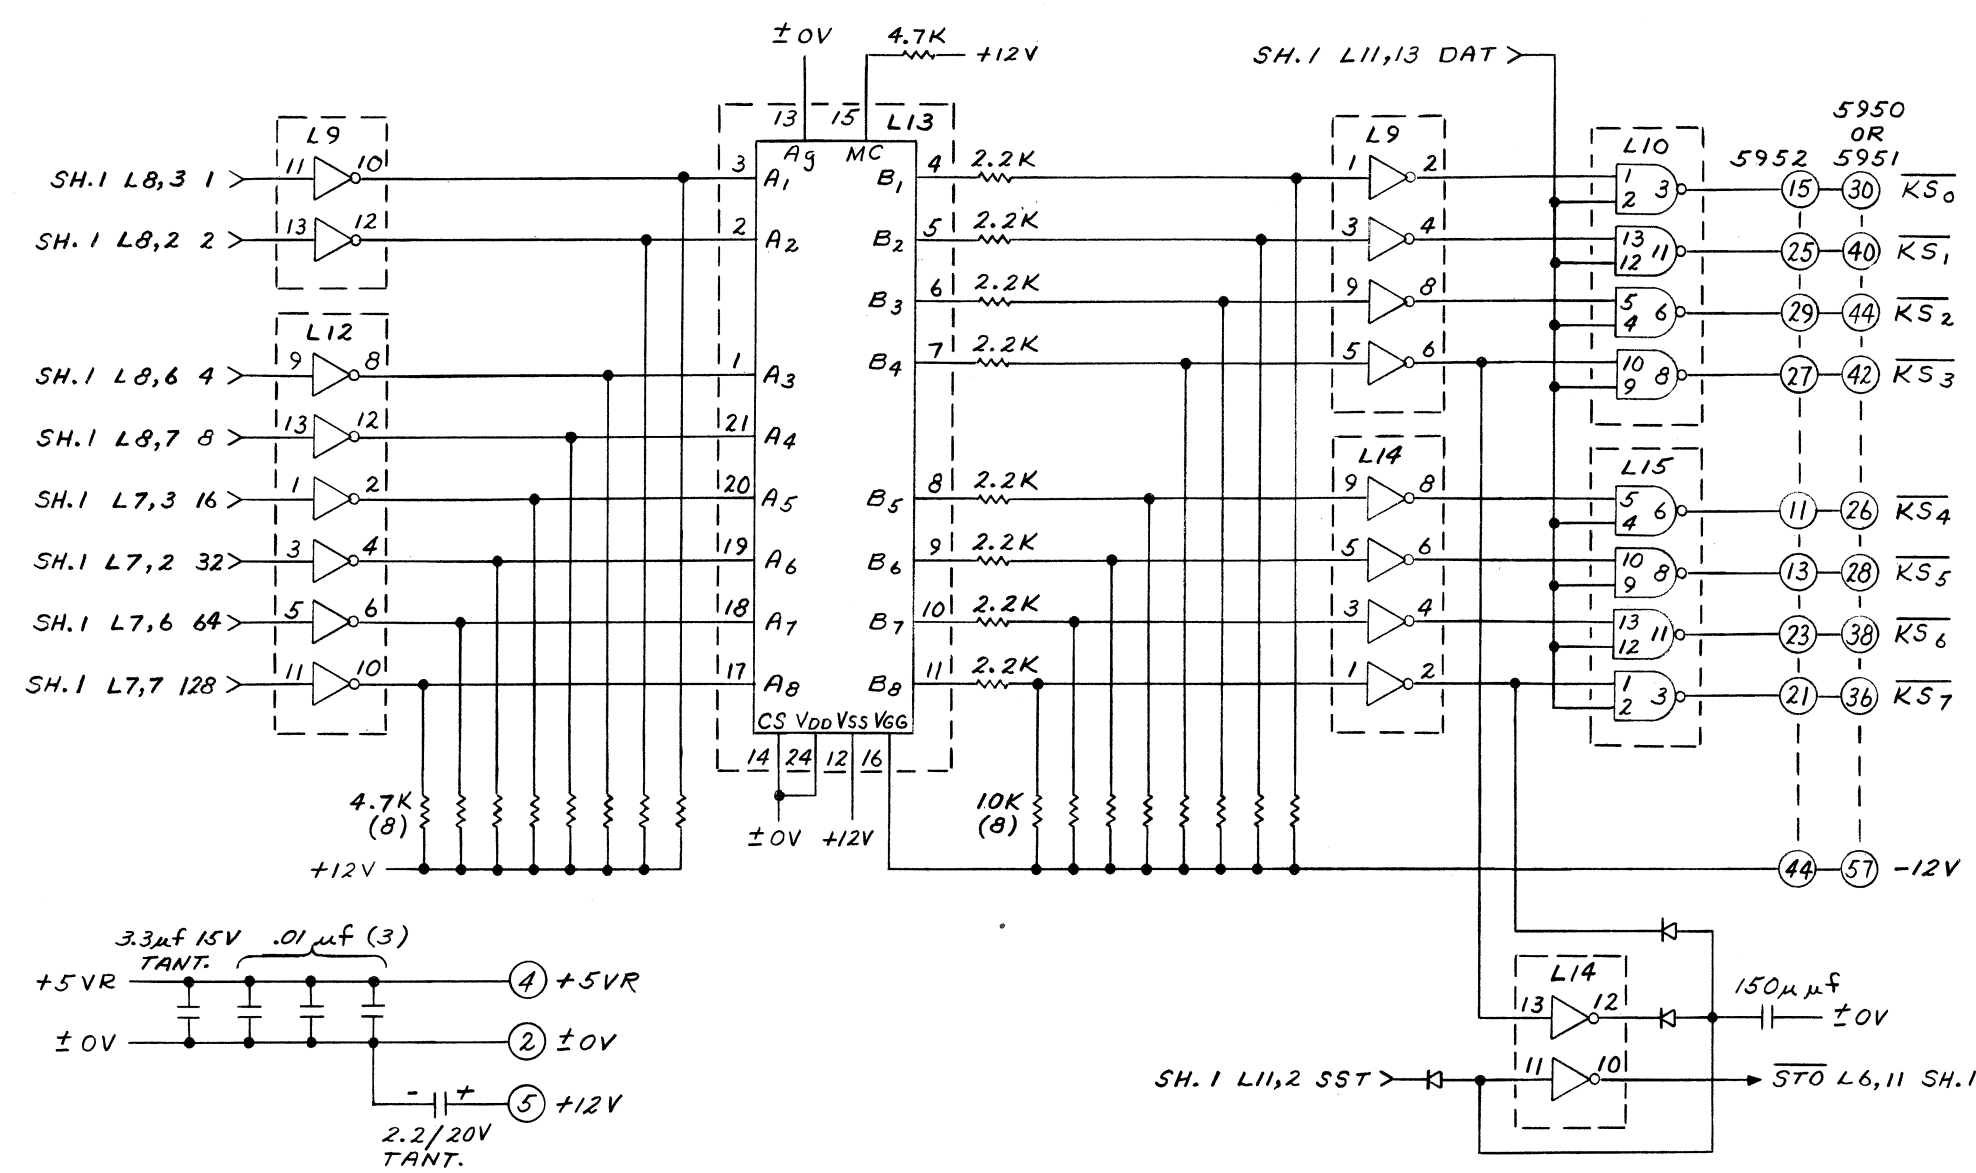 ± 0V
4.7K
+12V
SH.1 L11,13 DAT
5950
OR
5952 5951
L9
SH.1 L8,3 1 11 10
SH.1 L8,2 2 13 12
L12
SH.1 L8,6 4 9 8
SH.1 L8,7 8 13 12
SH.1 L7,3 16 1 2
SH.1 L7,2 32 3 4
SH.1 L7,6 64 5 6
SH.1 L7,7 128 11 10
13 15 L13
Ag MC
3 A1 B1 4 2.2K
2 A2 B2 5 2.2K
B3 6 2.2K
1 A3 B4 7 2.2K
21 A4
20 A5 B5 8 2.2K
19 A6 B6 9 2.2K
18 A7 B7 10 2.2K
17 A8 B8 11 2.2K
CS VDD VSS VGG
14 24 12 16
± 0V +12V
4.7K
(8)
+12V
10K
(8)
L9
1 2
3 4
9 8
5 6
L14
9 8
5 6
3 4
1 2
L10
1 2 3 15 30 KS0
13 12 11 25 40 KS1
5 4 6 29 44 KS2
10 9 8 27 42 KS3
L15
5 4 6 11 26 KS4
10 9 8 13 28 KS5
13 12 11 23 38 KS6
1 2 3 21 36 KS7
44 57 -12V
3.3µf 15V
TANT.
.01 µf (3)
+5VR 4 +5VR
± 0V 2 ± 0V
- + 5 +12V
2.2/20V
TANT.
L14
13 12
150µµf
± 0V
SH.1 L11,2 SST 11 10 STO L6,11 SH.1